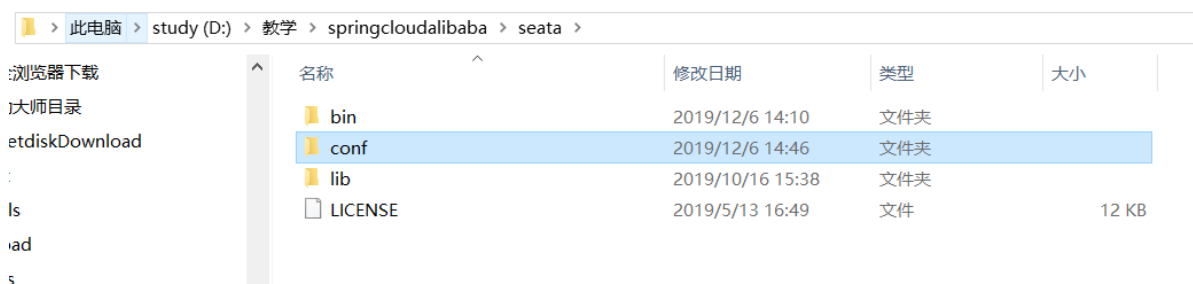 此电脑 > study (D:) > 教学 > springcloudalibaba > seata >
浏览器下载
大师目录
etdiskDownload
ls
ad
s
名称 修改日期 类型 大小
bin 2019/12/6 14:10 文件夹
conf 2019/12/6 14:46 文件夹
lib 2019/10/16 15:38 文件夹
LICENSE 2019/5/13 16:49 文件 12 KB